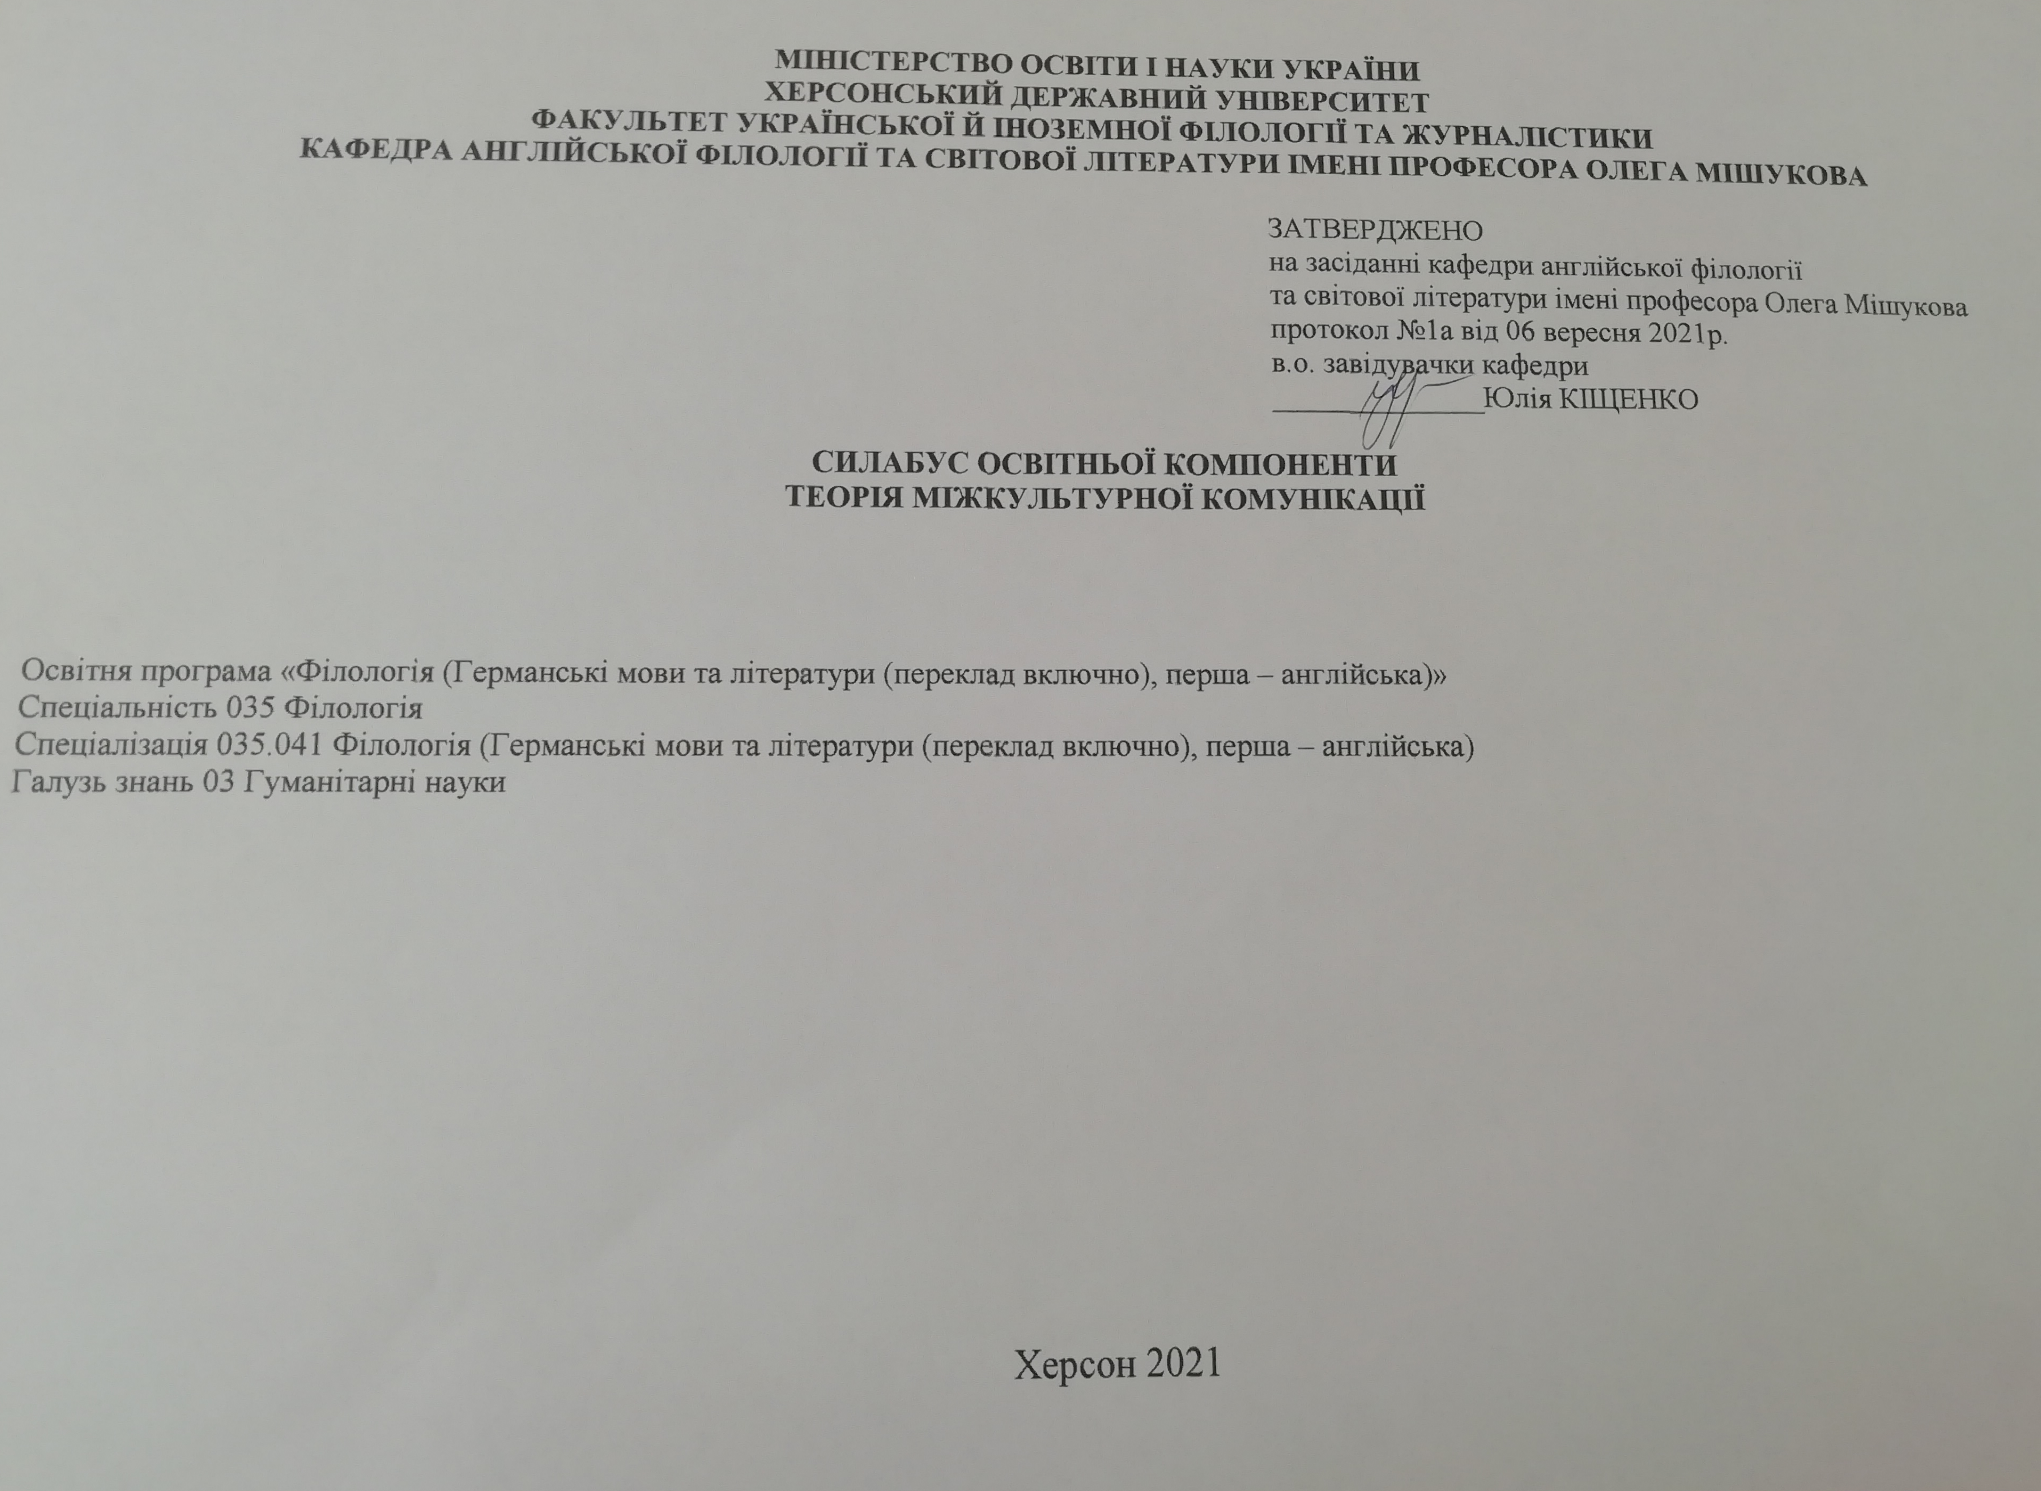 МІНІСТЕРСТВО ОСВІТИ І НАУКИ УКРАЇНИ
ХЕРСОНСЬКИЙ ДЕРЖАВНИЙ УНІВЕРСИТЕТ
ФАКУЛЬТЕТ УКРАЇНСЬКОЇ Й ІНОЗЕМНОЇ ФІЛОЛОГІЇ ТА ЖУРНАЛІСТИКИ
КАФЕДРА АНГЛІЙСЬКОЇ ФІЛОЛОГІЇ ТА СВІТОВОЇ ЛІТЕРАТУРИ ІМЕНІ ПРОФЕСОРА ОЛЕГА МІШУКОВА
ЗАТВЕРДЖЕНО
на засіданні кафедри англійської філології
та світової літератури імені професора Олега Мішукова
протокол №1а від 06 вересня 2021р.
в.о. завідувачки кафедри
Юлія КІЩЕНКО
СИЛАБУС ОСВІТНЬОЇ КОМПОНЕНТИ
ТЕОРІЯ МІЖКУЛЬТУРНОЇ КОМУНІКАЦІЇ
Освітня програма «Філологія (Германські мови та літератури (переклад включно), перша – англійська)»
Спеціальність 035 Філологія
Спеціалізація 035.041 Філологія (Германські мови та літератури (переклад включно), перша – англійська)
Галузь знань 03 Гуманітарні науки
Херсон 2021